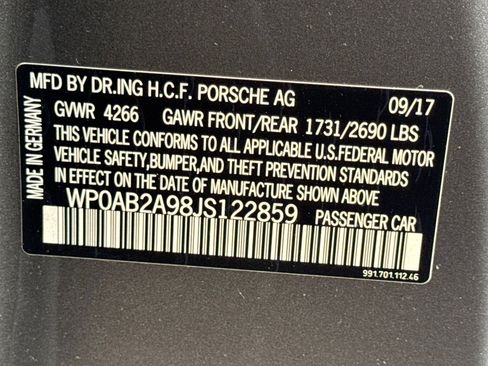 MFD BY DR.ING H.C.F. PORSCHE AG 09/17
GVWR 4266 GAWR FRONT/REAR 1731/2690 LBS
THIS VEHICLE CONFORMS TO ALL APPLICABLE U.S.FEDERAL MOTOR
VEHICLE SAFETY,BUMPER,AND THEFT PREVENTION STANDARDS
IN EFFECT ON THE DATE OF MANUFACTURE SHOWN ABOVE.
WP0AB2A98JS122859 PASSENGER CAR
991.701.112.46
MADE IN GERMANY